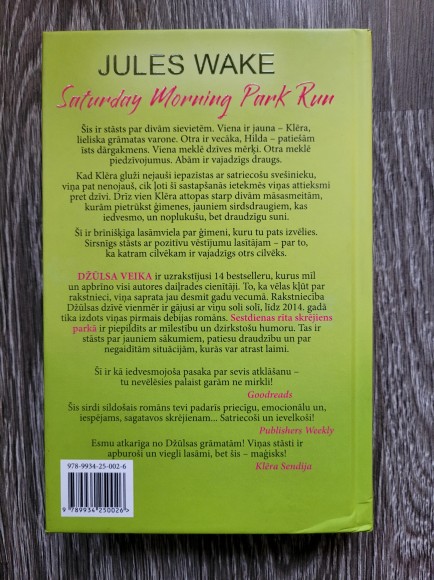 JULES WAKE
Saturday Morning Park Run
Šis ir stāsts par divām sievietēm. Viena ir jauna – Klēra,
lieliska grāmatas varone. Otra ir vecāka, Hilda – patiešām
īsts dārgakmens. Viena meklē dzīves mērķi. Otra meklē
piedzīvojumus. Abām ir vajadzīgs draugs.
Kad Klēra gluži nejauši iepazīstas ar satriecošu svešinieku,
viņa pat nenojauš, cik ļoti šī sastapšanās ietekmēs viņas attieksmi
pret dzīvi. Drīz vien Klēra attopas starp divām māsasmeitām,
kurām pietrūkst ģimenes, jauniem sirdsdraugiem, kas
iedvesmo, un noplukušu, bet draudzīgu suni.
Šī ir brīnišķīga lasāmviela par ģimeni, kuru tu pats izvēlies.
Sirsnīgs stāsts ar pozitīvu vēstījumu lasītājam – par to,
ka katram cilvēkam ir vajadzīgs otrs cilvēks.
DŽŪLSA VEIKA ir uzrakstījusi 14 bestselleru, kurus mīl
un apbrīno visi autores daiļrades cienītāji. To, ka vēlas kļūt par
rakstnieci, viņa saprata jau desmit gadu vecumā. Rakstniecība
Džūlsas dzīvē vienmēr ir gājusi ar viņu soli solī, līdz 2014. gadā
tika izdots viņas pirmais debijas romāns. Sestdienas rīta skrējiens
parkā ir piepildīts ar mīlestību un dzirkstošu humoru. Tas ir
stāsts par jauniem sākumiem, patiesu draudzību un par
negaidītām situācijām, kurās var atrast laimi.
Šī ir kā iedvesmojoša pasaka par sevis atklāšanu –
tu nevēlēsies palaist garām ne mirkli!
Goodreads
Šis sirdi sildošais romāns tevi padarīs priecīgu, emocionālu un,
iespējams, sagatavos skrējienam... Satriecoši un ievelkoši!
Publishers Weekly
Esmu atkarīga no Džūlsas grāmatām! Viņas stāsti ir
apburoši un viegli lasāmi, bet šis – maģisks!
Klēra Sendija
978-9934-25-002-6
9 789934 250026 >